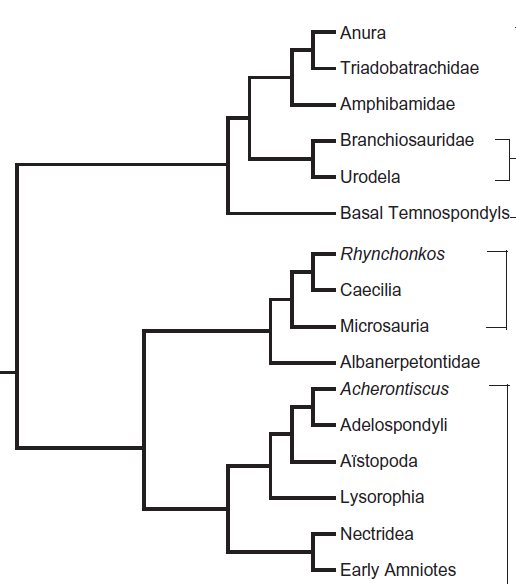 Anura
Triadobatrachidae
Amphibamidae
Branchiosauridae
Urodela
Basal Temnospondyls
Rhynchonkos
Caecilia
Microsauria
Albanerpetontidae
Acherontiscus
Adelospondyli
Aïstopoda
Lysorophia
Nectridea
Early Amniotes